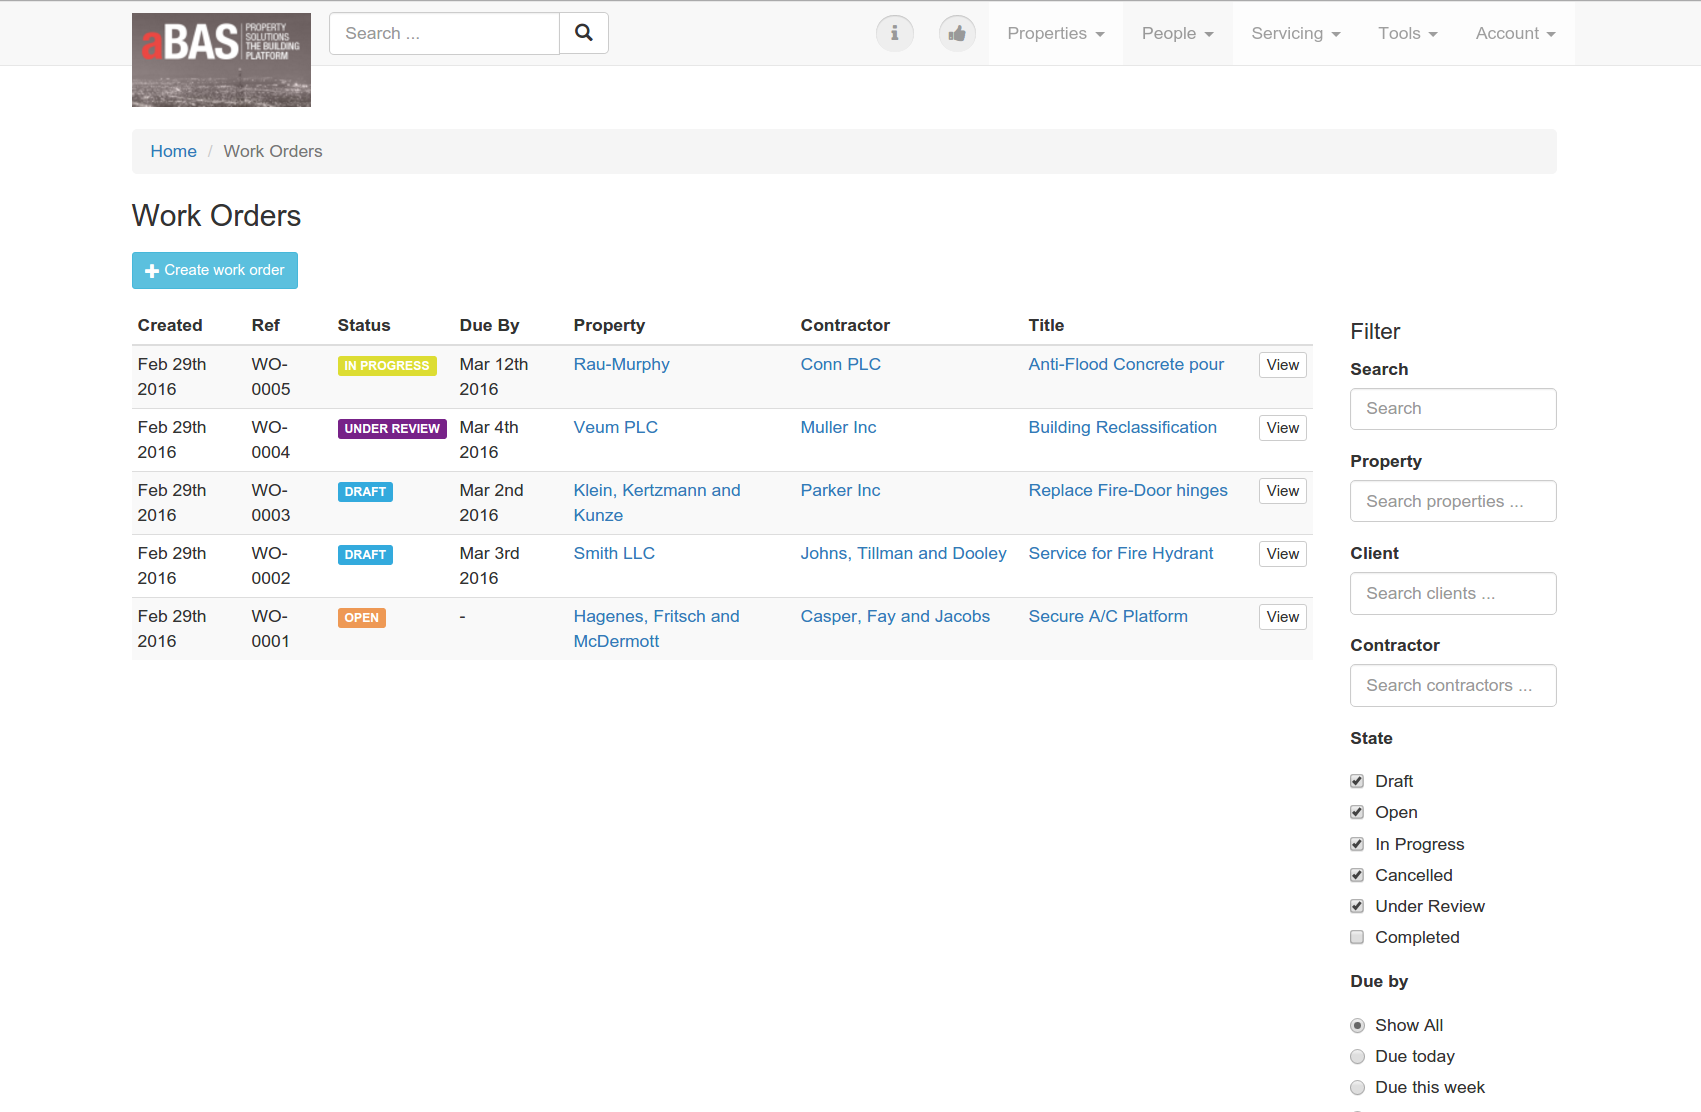 aBAS PROPERTY
SOLUTIONS
THE BUILDING
PLATFORM
Search ...
Properties
People
Servicing
Tools
Account
Home / Work Orders
Work Orders
Create work order
Created Ref Status Due By Property Contractor Title
Feb 29th 2016 WO-0005 IN PROGRESS Mar 12th 2016 Rau-Murphy Conn PLC Anti-Flood Concrete pour View
Feb 29th 2016 WO-0004 UNDER REVIEW Mar 4th 2016 Veum PLC Muller Inc Building Reclassification View
Feb 29th 2016 WO-0003 DRAFT Mar 2nd 2016 Klein, Kertzmann and Kunze Parker Inc Replace Fire-Door hinges View
Feb 29th 2016 WO-0002 DRAFT Mar 3rd 2016 Smith LLC Johns, Tillman and Dooley Service for Fire Hydrant View
Feb 29th 2016 WO-0001 OPEN - Hagenes, Fritsch and McDermott Casper, Fay and Jacobs Secure A/C Platform View
Filter
Search
Search
Property
Search properties ...
Client
Search clients ...
Contractor
Search contractors ...
State
Draft
Open
In Progress
Cancelled
Under Review
Completed
Due by
Show All
Due today
Due this week